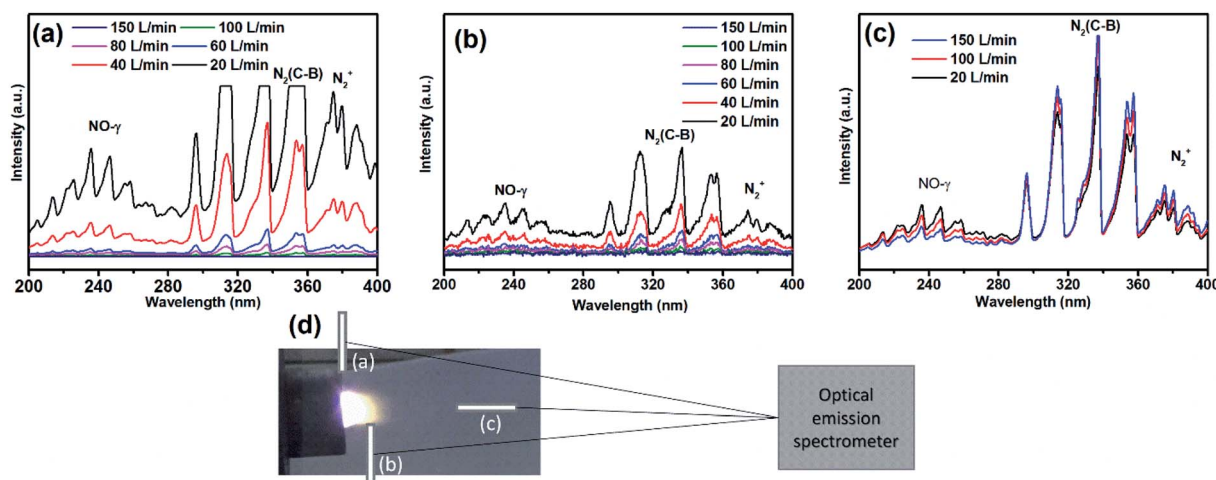 (a)
150 L/min 100 L/min
80 L/min 60 L/min
40 L/min 20 L/min
N₂(C-B)
N₂⁺
NO-γ
Intensity (a.u.)
200 240 280 320 360 400
Wavelength (nm)
(b)
150 L/min
100 L/min
80 L/min
60 L/min
40 L/min
20 L/min
N₂(C-B)
NO-γ
N₂⁺
Intensity (a.u.)
200 240 280 320 360 400
Wavelength (nm)
(c)
N₂(C-B)
150 L/min
100 L/min
20 L/min
N₂⁺
NO-γ
Intensity (a.u.)
200 240 280 320 360 400
Wavelength (nm)
(d)
(a)
(c)
(b)
Optical
emission
spectrometer